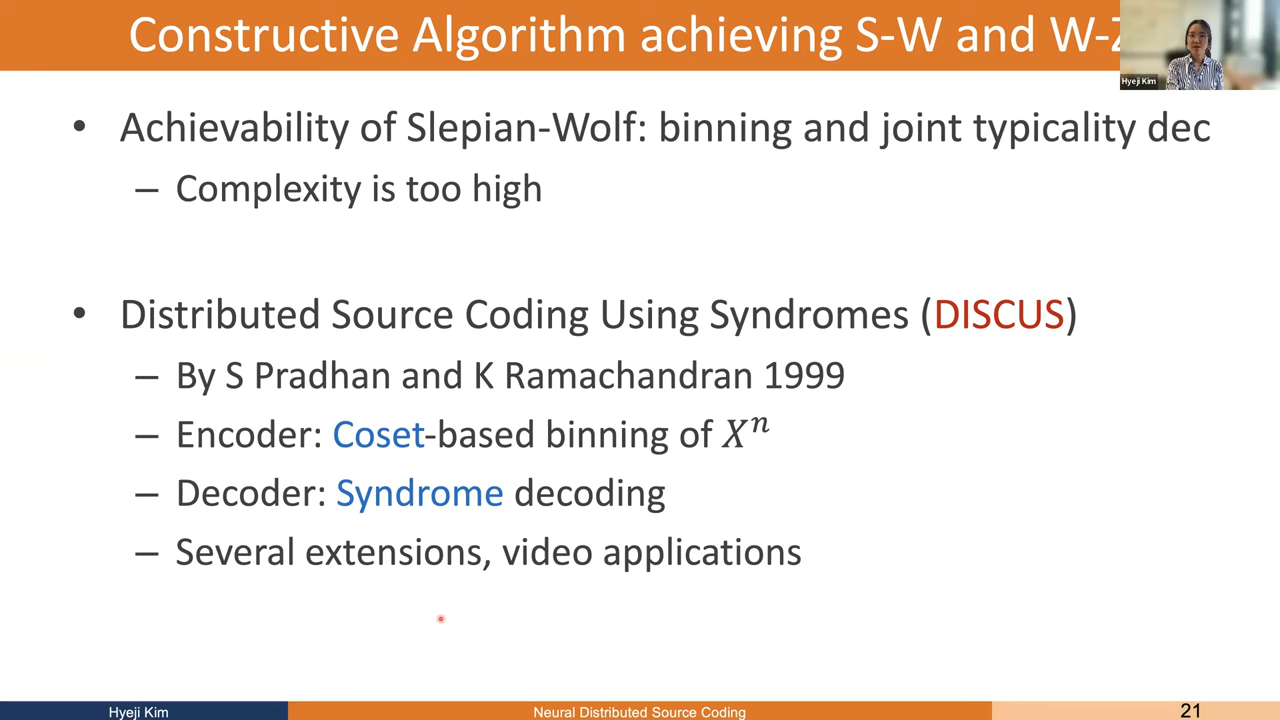 Constructive Algorithm achieving S-W and W-Z
Hyeji Kim
• Achievability of Slepian-Wolf: binning and joint typicality dec
– Complexity is too high
• Distributed Source Coding Using Syndromes (DISCUS)
– By S Pradhan and K Ramachandran 1999
– Encoder: Coset-based binning of Xⁿ
– Decoder: Syndrome decoding
– Several extensions, video applications
Hyeji Kim
Neural Distributed Source Coding
21